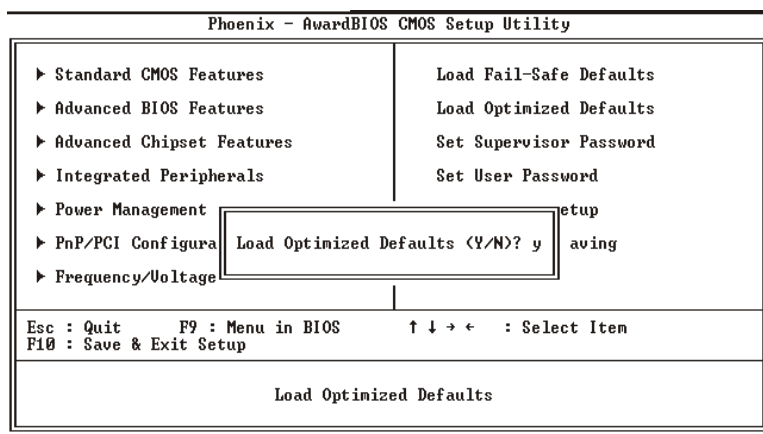 Phoenix - AwardBIOS CMOS Setup Utility
▶ Standard CMOS Features
▶ Advanced BIOS Features
▶ Advanced Chipset Features
▶ Integrated Peripherals
▶ Power Management
▶ PnP/PCI Configura
▶ Frequency/Voltage
Load Fail-Safe Defaults
Load Optimized Defaults
Set Supervisor Password
Set User Password
etup
aving
Load Optimized Defaults (Y/N)? y
Esc : Quit F9 : Menu in BIOS ↑ ↓ → ← : Select Item
F10 : Save & Exit Setup
Load Optimized Defaults